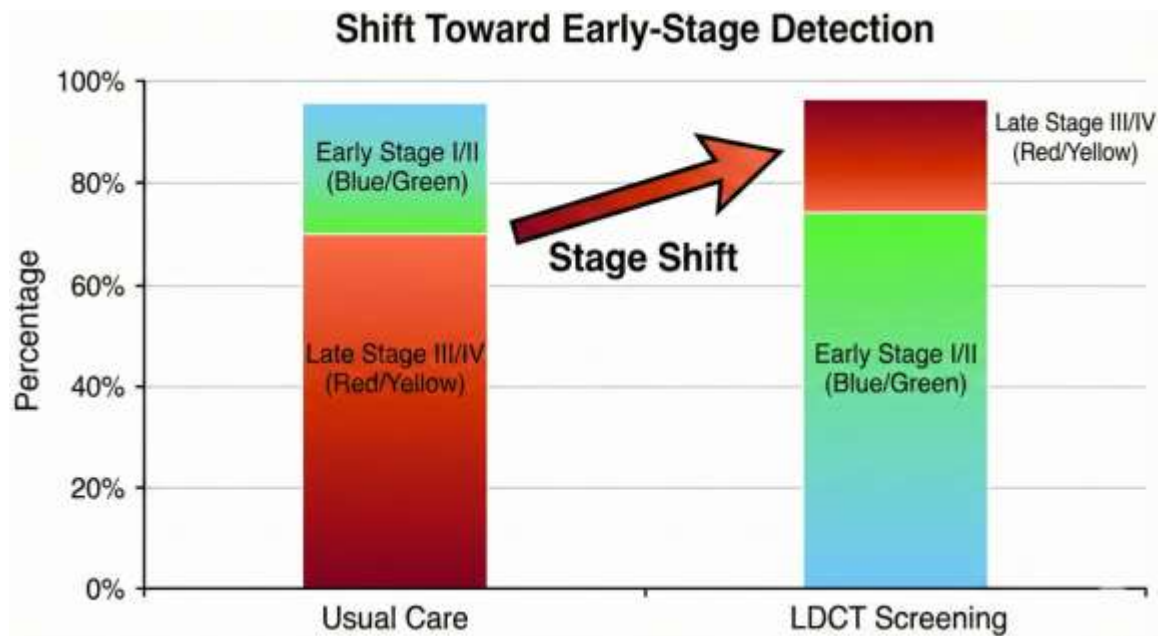 Shift Toward Early-Stage Detection
100%
80%
60%
40%
20%
0%
Percentage
Early Stage I/II
(Blue/Green)
Late Stage III/IV
(Red/Yellow)
Stage Shift
Late Stage III/IV
(Red/Yellow)
Early Stage I/II
(Blue/Green)
Usual Care
LDCT Screening